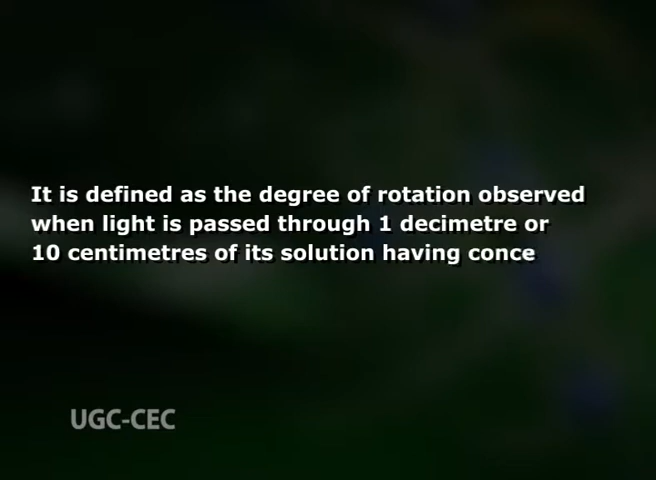 It is defined as the degree of rotation observed
when light is passed through 1 decimetre or
10 centimetres of its solution having conce
UGC-CEC